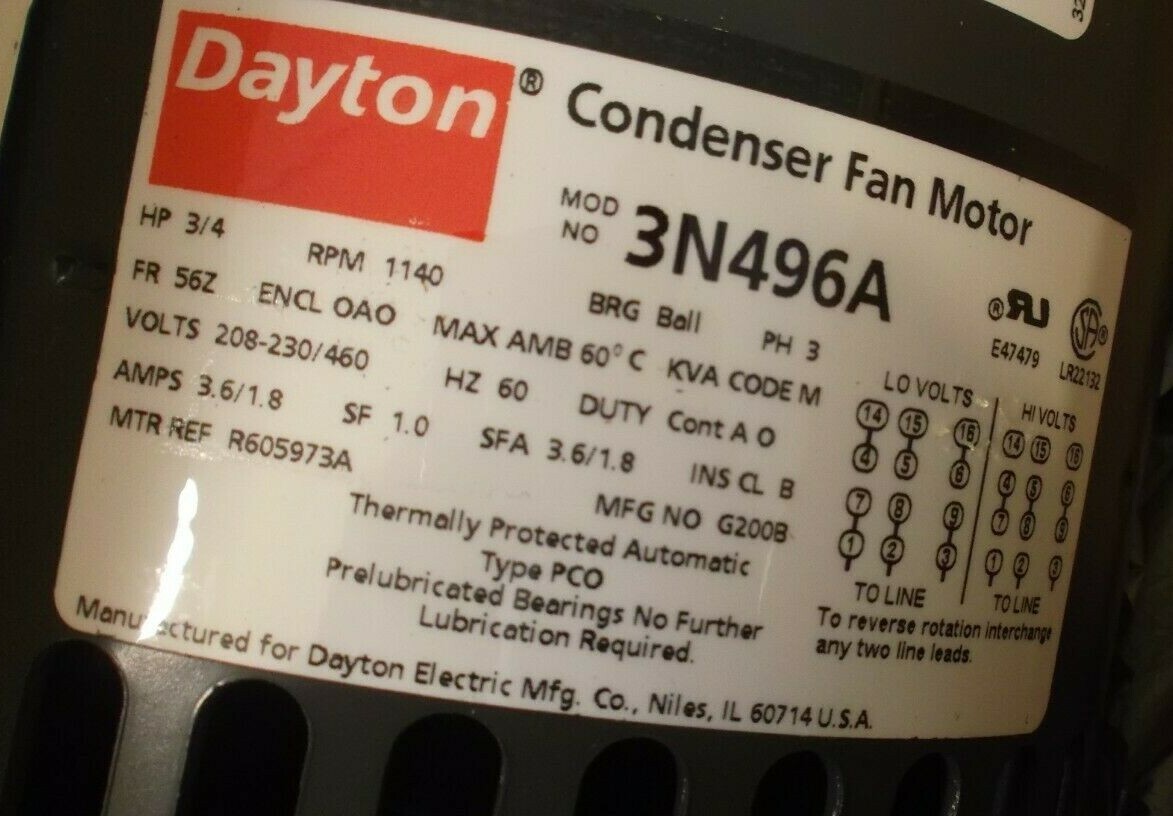 32
Dayton® Condenser Fan Motor
MOD NO 3N496A
HP 3/4 RPM 1140 BRG Ball PH 3
FR 56Z ENCL OAO MAX AMB 60° C KVA CODE M
VOLTS 208-230/460 HZ 60 DUTY Cont A O
AMPS 3.6/1.8 SF 1.0 SFA 3.6/1.8 INS CL B
MTR REF R605973A MFG NO G200B
® RU SA ®
E47479 LR22132
LO VOLTS
14 15 16
4 5 6
7 8 9
1 2 3
TO LINE
HI VOLTS
14 15 16
4 5 6
7 8 9
1 2 3
TO LINE
To reverse rotation interchange
any two line leads.
Thermally Protected Automatic
Type PCO
Prelubricated Bearings No Further
Lubrication Required.
Manufactured for Dayton Electric Mfg. Co., Niles, IL 60714 U.S.A.